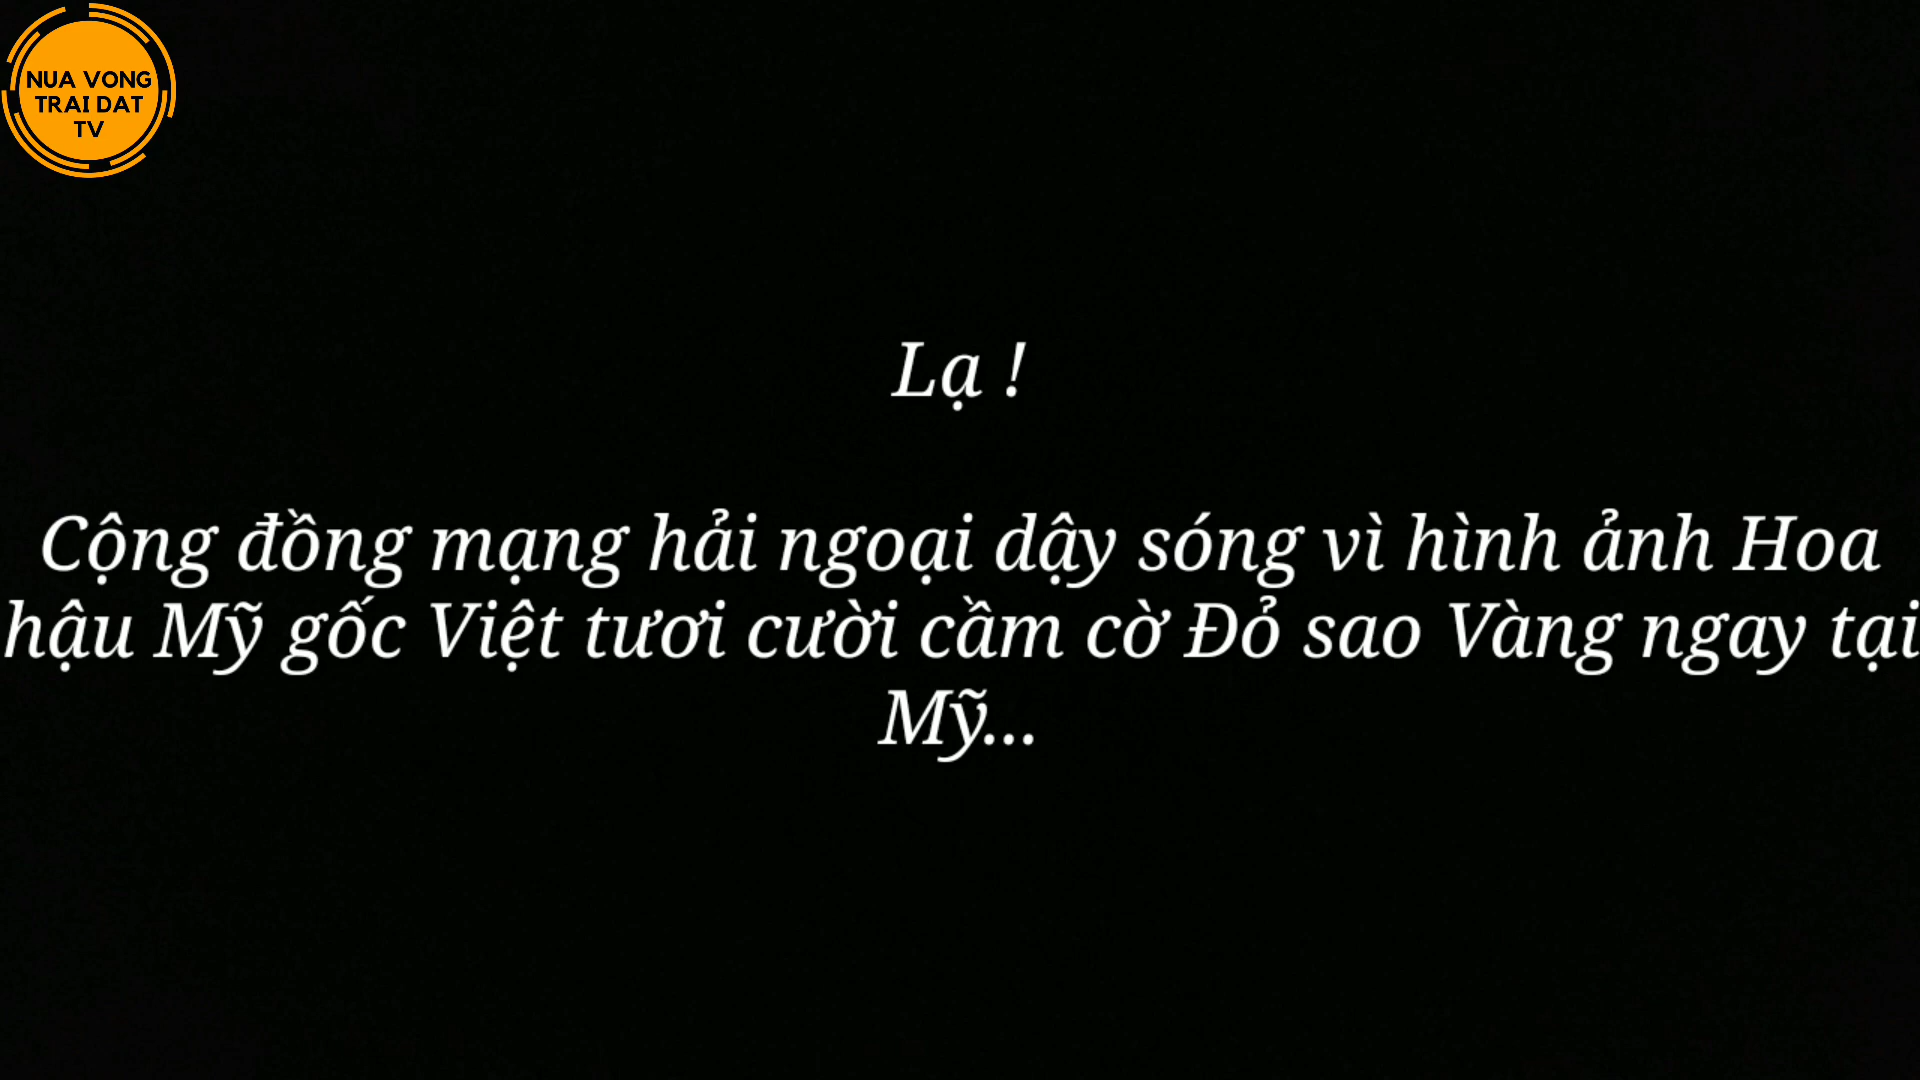 NUA VONG
TRAI DAT
TV
Lạ !
Cộng đồng mạng hải ngoại dậy sóng vì hình ảnh Hoa
hậu Mỹ gốc Việt tươi cười cầm cờ Đỏ sao Vàng ngay tại
Mỹ...